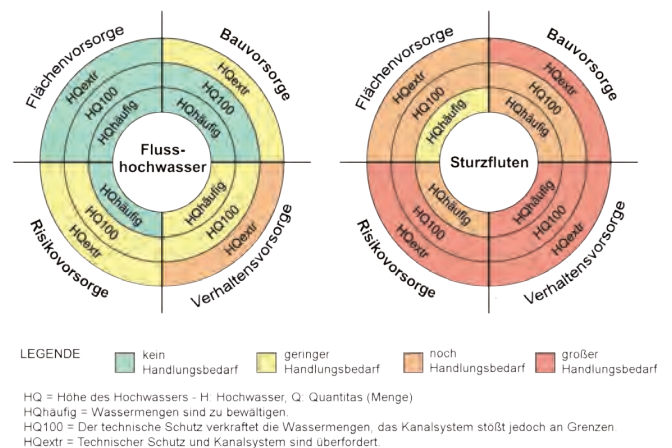 Flächenvorsorge
Bauvorsorge
HQextr
HQextr
HQ100
HQ100
HQhäufig
HQhäufig
Fluss-
hochwasser
HQhäufig
HQhäufig
HQ100
HQ100
HQextr
HQextr
Risikovorsorge
Verhaltensvorsorge
Flächenvorsorge
Bauvorsorge
HQextr
HQextr
HQ100
HQ100
HQhäufig
HQhäufig
Sturzfluten
HQhäufig
HQhäufig
HQ100
HQ100
HQextr
HQextr
Risikovorsorge
Verhaltensvorsorge
LEGENDE
kein
Handlungsbedarf
geringer
Handlungsbedarf
noch
Handlungsbedarf
großer
Handlungsbedarf
HQ = Höhe des Hochwassers - H: Hochwasser, Q: Quantitas (Menge)
HQhäufig = Wassermengen sind zu bewältigen.
HQ100 = Der technische Schutz verkraftet die Wassermengen, das Kanalsystem stößt jedoch an Grenzen.
HQextr = Technischer Schutz und Kanalsystem sind überfordert.